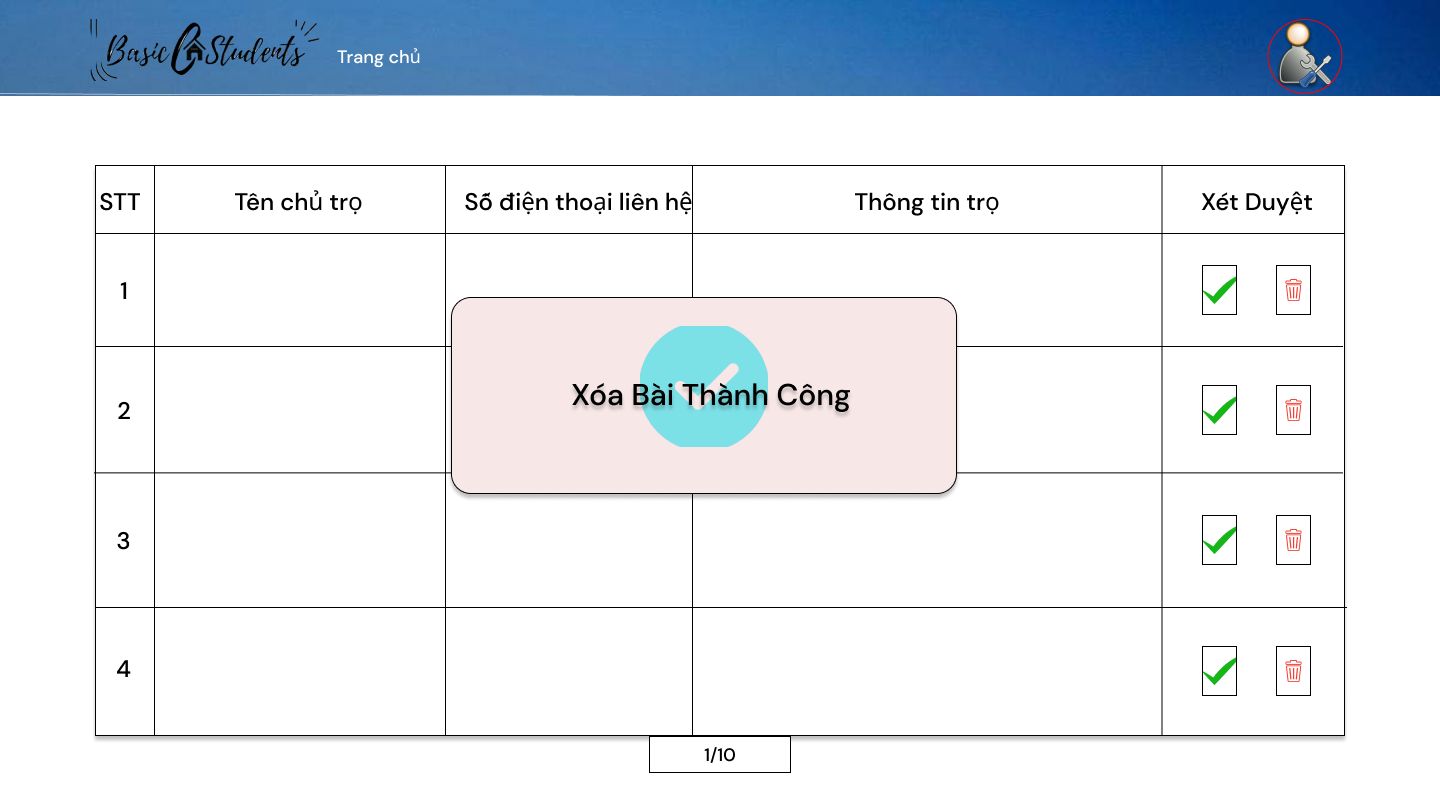 Basic Students
Trang chủ
STT
Tên chủ trọ
Số điện thoại liên hệ
Thông tin trọ
Xét Duyệt
1
2
3
4
Xóa Bài Thành Công
1/10